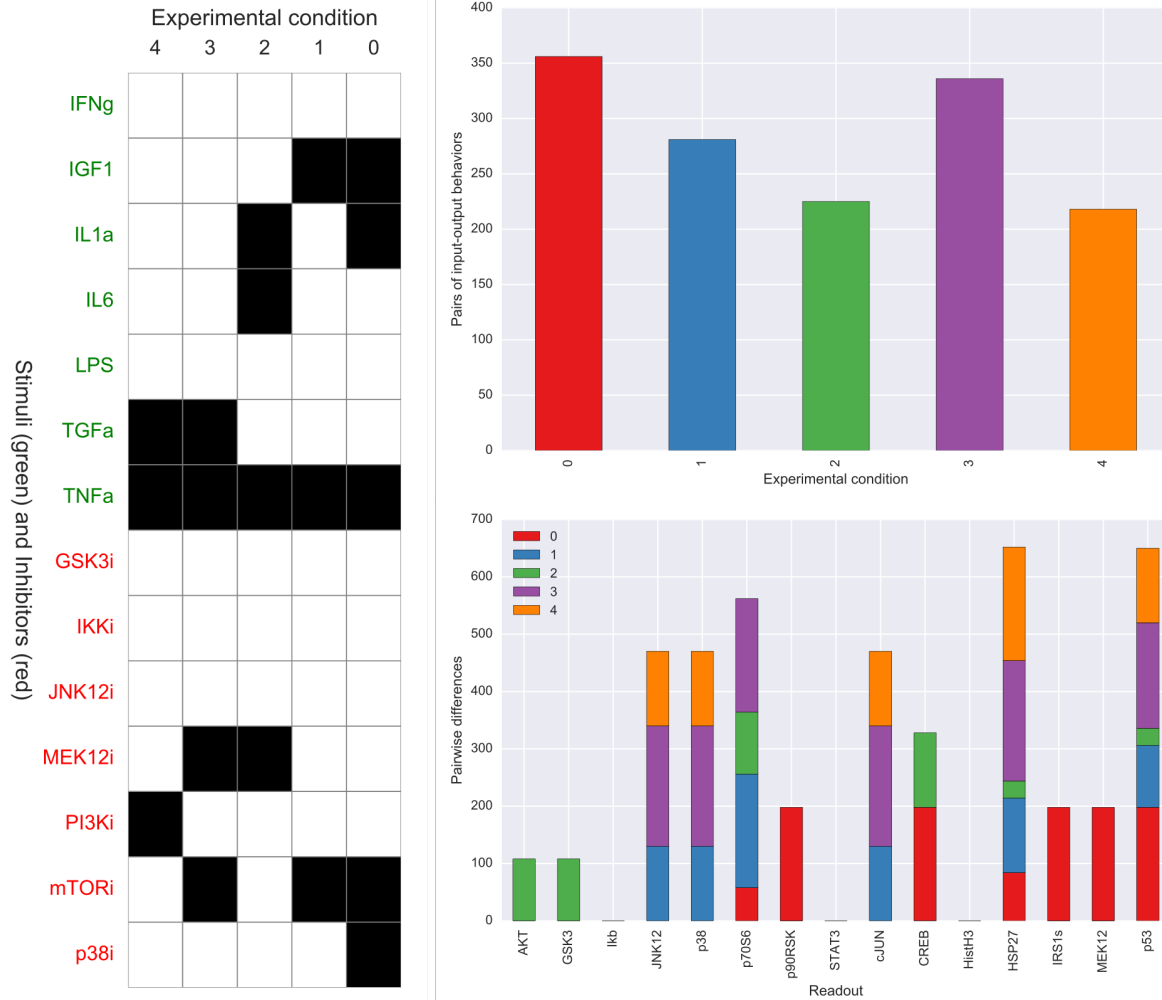 Experimental condition
4 3 2 1 0
IFNg
IGF1
IL1a
IL6
LPS
TGFa
TNFa
GSK3i
IKKi
JNK12i
MEK12i
PI3Ki
mTORi
p38i
Stimuli (green) and Inhibitors (red)
400
350
300
250
200
150
100
50
0
Pairs of input-output behaviors
0 1 2 3 4
Experimental condition
700
600
500
400
300
200
100
0
Pairwise differences
0
1
2
3
4
AKT GSK3 Ikb JNK12 p38 p70S6 p90RSK STAT3 cJUN CREB HistH3 HSP27 IRS1s MEK12 p53
Readout